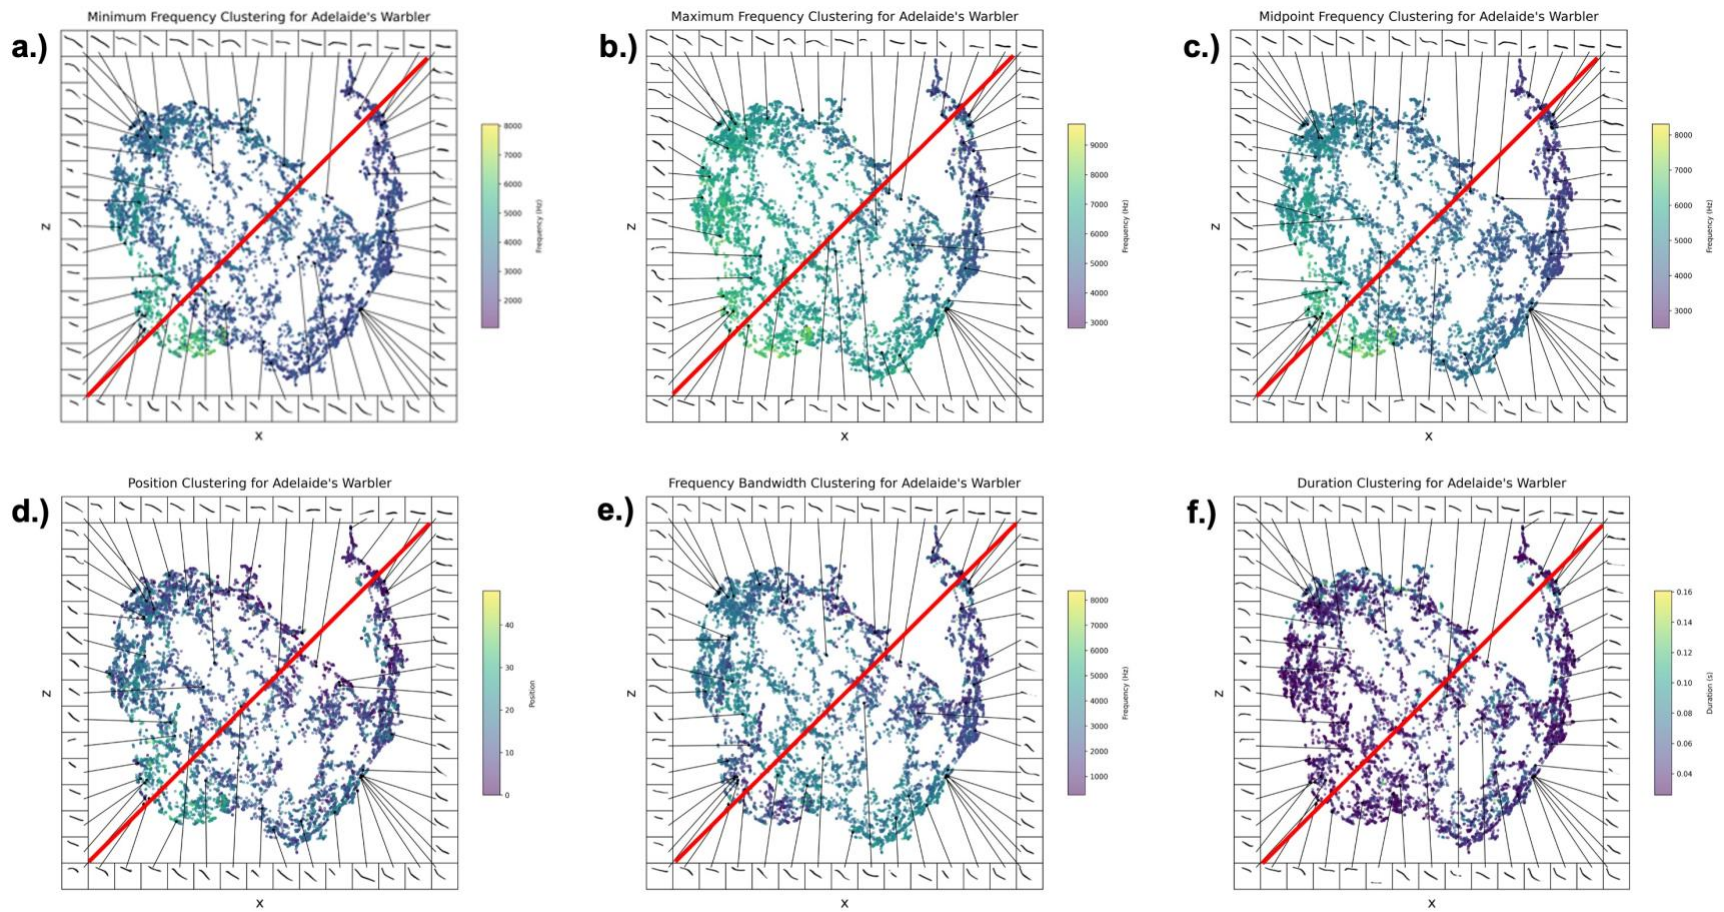 Minimum Frequency Clustering for Adelaide's Warbler
a.)
8000
7000
6000
5000
4000
3000
2000
Frequency (Hz)
Z
X
Maximum Frequency Clustering for Adelaide's Warbler
b.)
9000
8000
7000
6000
5000
4000
3000
Frequency (Hz)
Z
X
Midpoint Frequency Clustering for Adelaide's Warbler
c.)
8000
7000
6000
5000
4000
3000
Frequency (Hz)
Z
X
Position Clustering for Adelaide's Warbler
d.)
40
30
20
10
0
Position
Z
X
Frequency Bandwidth Clustering for Adelaide's Warbler
e.)
8000
7000
6000
5000
4000
3000
2000
1000
Frequency (Hz)
Z
X
Duration Clustering for Adelaide's Warbler
f.)
0.16
0.14
0.12
0.10
0.08
0.06
0.04
Duration (s)
Z
X